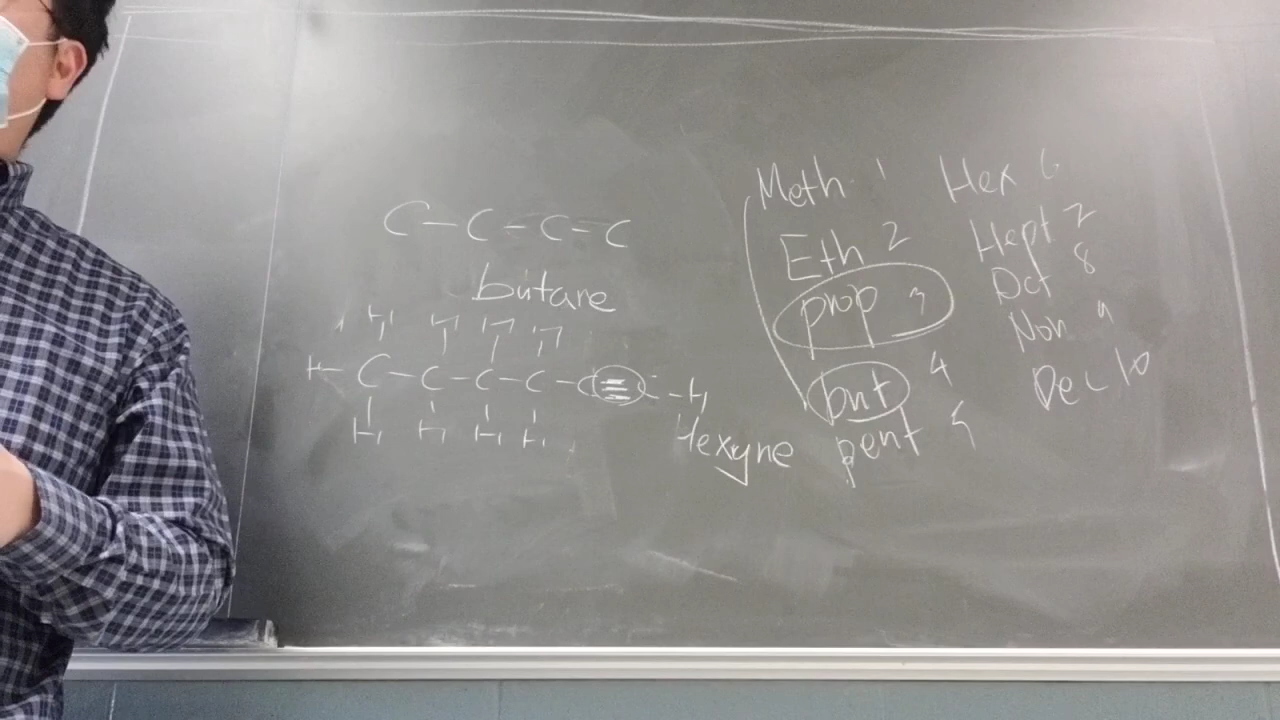 C - C - C = C
butane
H H H H
H - C - C - C - C - C ≡ C - H
H H H H
Hexyne
Meth 1
Eth 2
prop 3
but 4
pent 5
Hex 6
Hept 7
Oct 8
Non 9
Dec 10